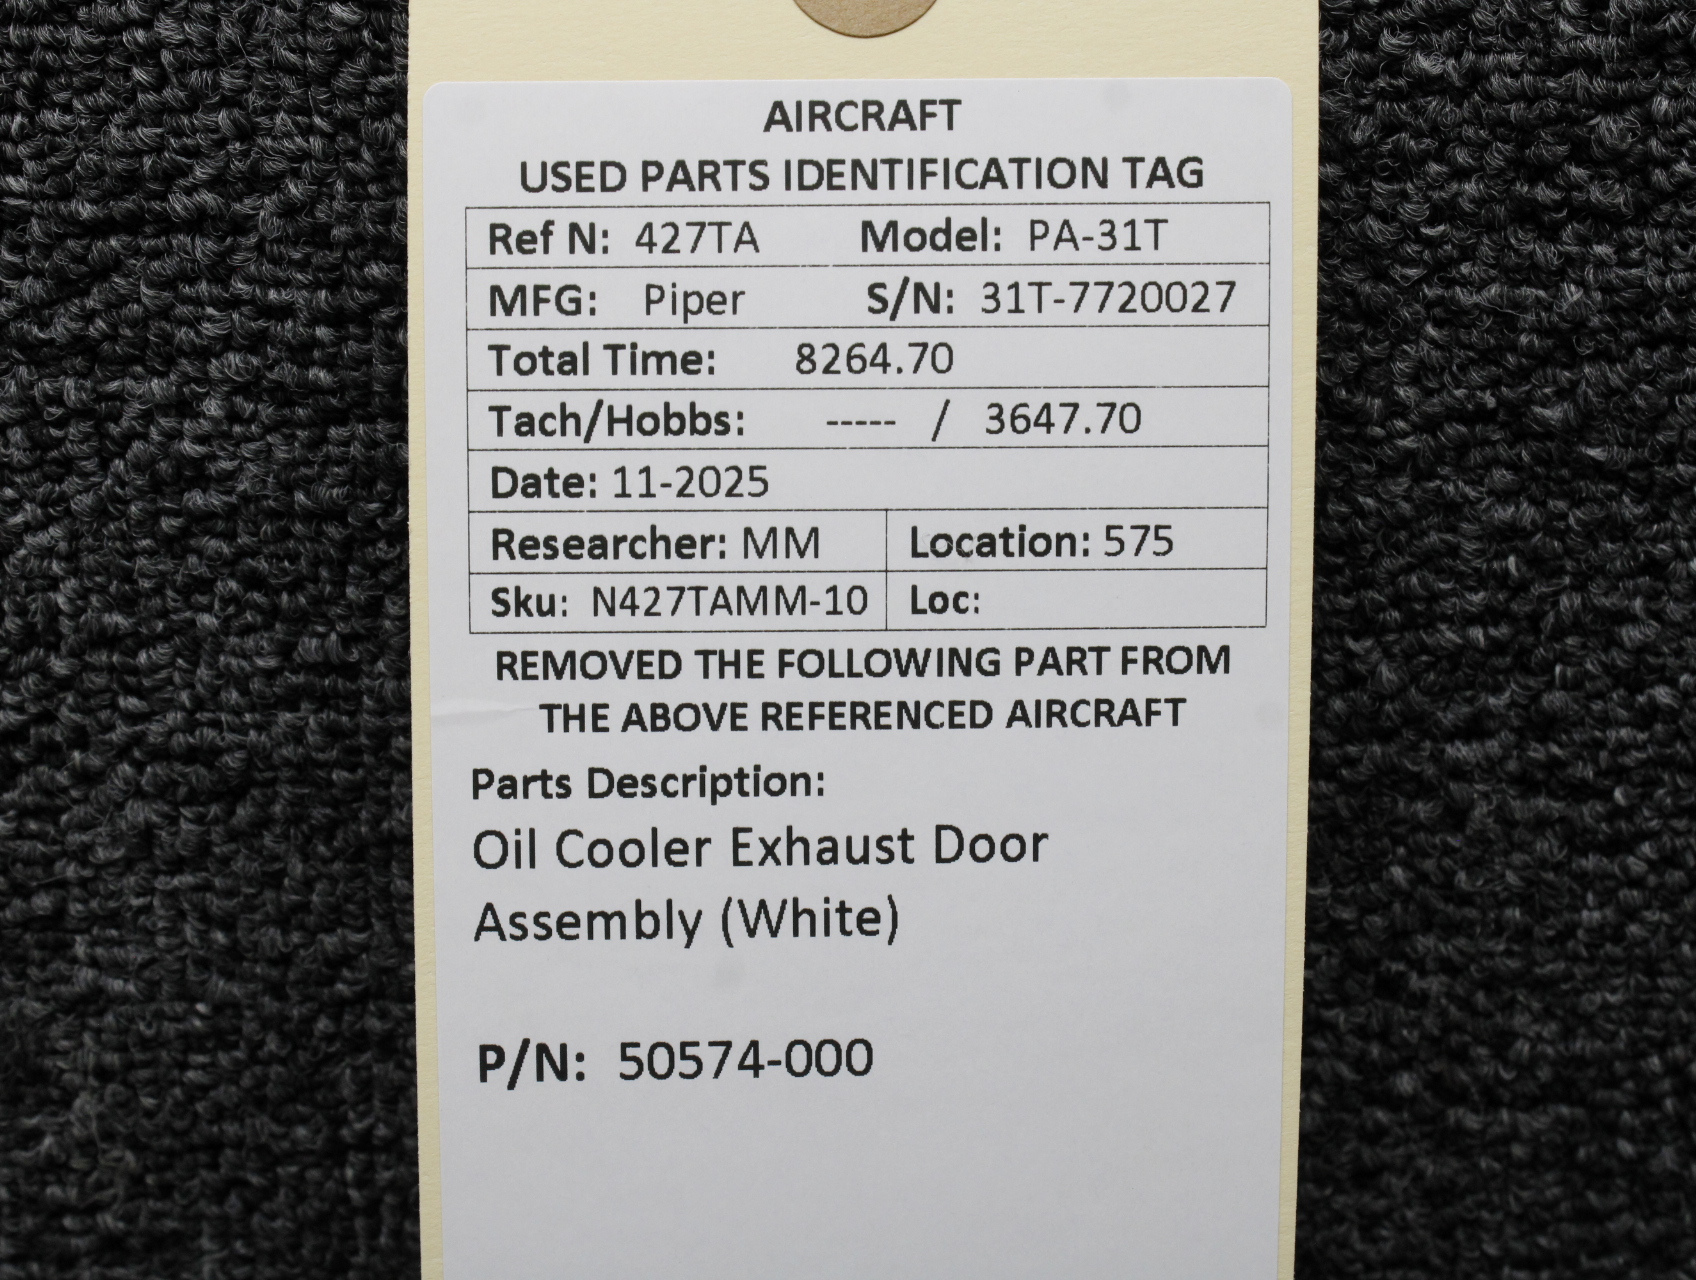 AIRCRAFT
USED PARTS IDENTIFICATION TAG
Ref N: 427TA Model: PA-31T
MFG: Piper S/N: 31T-7720027
Total Time: 8264.70
Tach/Hobbs: ----- / 3647.70
Date: 11-2025
Researcher: MM Location: 575
Sku: N427TAMM-10 Loc:
REMOVED THE FOLLOWING PART FROM
THE ABOVE REFERENCED AIRCRAFT
Parts Description:
Oil Cooler Exhaust Door
Assembly (White)
P/N: 50574-000